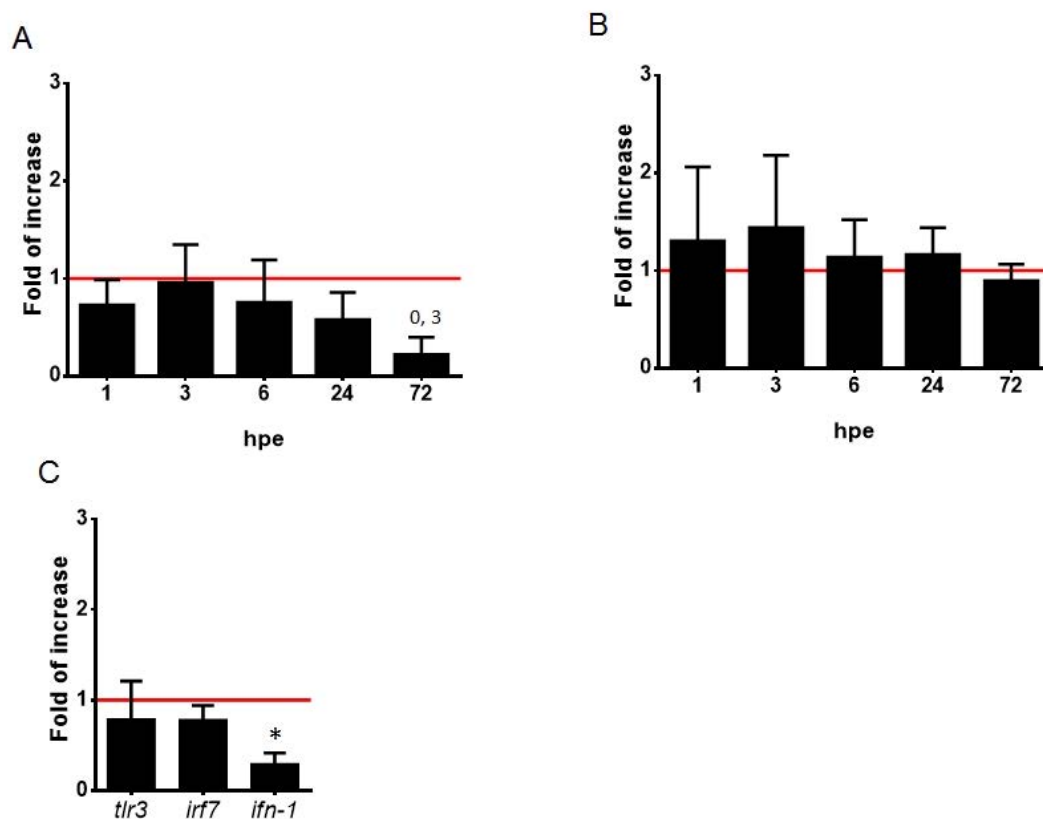 A
3
2
1
0
Fold of increase
0, 3
1 3 6 24 72
hpe
B
3
2
1
0
Fold of increase
1 3 6 24 72
hpe
C
3
2
1
0
Fold of increase
*
tlr3 irf7 ifn-1